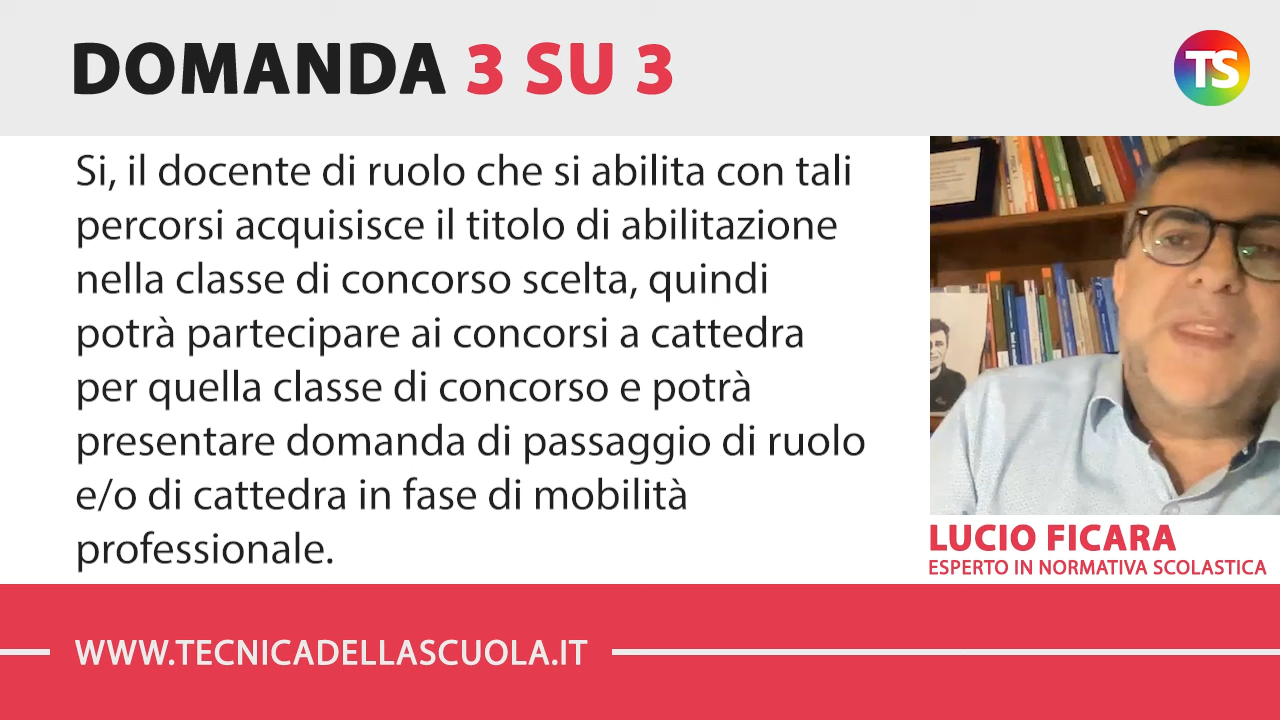 DOMANDA 3 SU 3
TS
Si, il docente di ruolo che si abilita con tali
percorsi acquisisce il titolo di abilitazione
nella classe di concorso scelta, quindi
potrà partecipare ai concorsi a cattedra
per quella classe di concorso e potrà
presentare domanda di passaggio di ruolo
e/o di cattedra in fase di mobilità
professionale.
LUCIO FICARA
ESPERTO IN NORMATIVA SCOLASTICA
WWW.TECNICADELLASCUOLA.IT